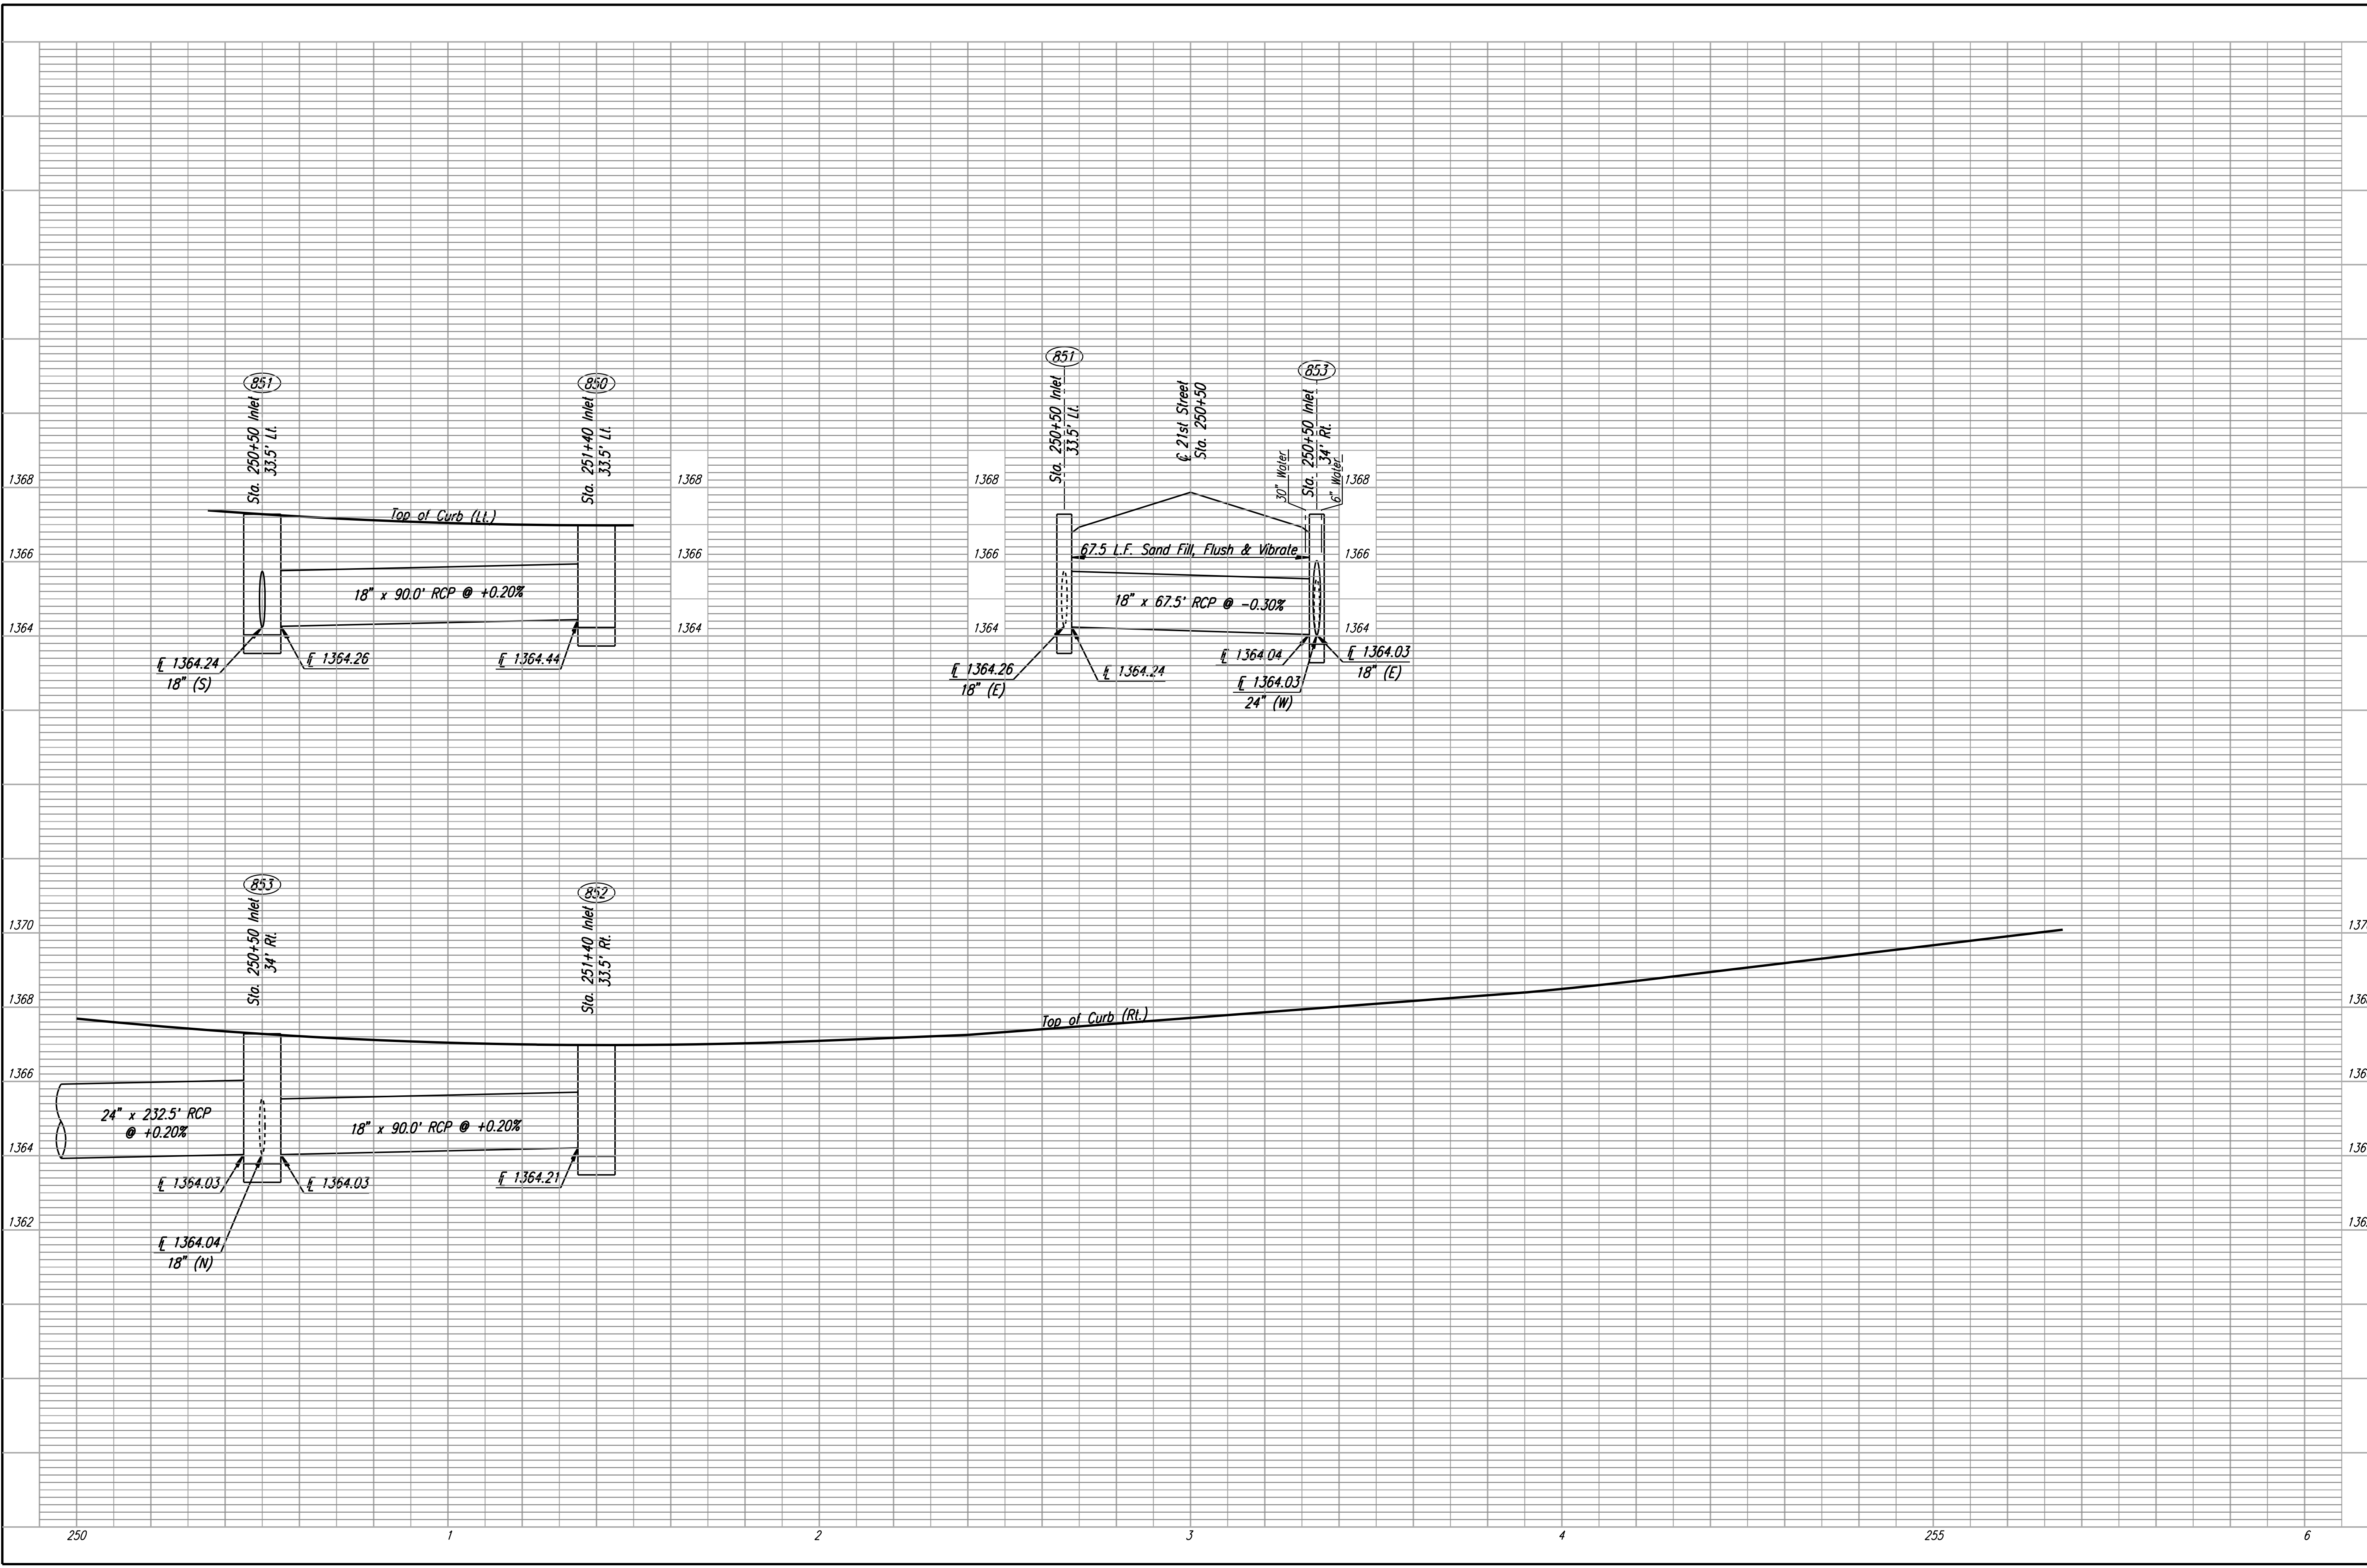 851
Sta. 250+50 Inlet
33.5' Lt.
850
Sta. 251+40 Inlet
33.5' Lt.
1368
1368
Top of Curb (Lt.)
1366
1366
18" x 90.0' RCP @ +0.20%
1364
1364
℄ 1364.24
18" (S)
℄ 1364.26
℄ 1364.44
851
Sta. 250+50 Inlet
33.5' Lt.
℄ 21st Street
Sta. 250+50
853
Sta. 250+50 Inlet
34' Rt.
30" Water
6" Water
1368
1368
1366
67.5 L.F. Sand Fill, Flush & Vibrate
1366
18" x 67.5' RCP @ -0.30%
1364
1364
℄ 1364.26
18" (E)
℄ 1364.24
℄ 1364.04
℄ 1364.03
24" (W)
℄ 1364.03
18" (E)
853
Sta. 250+50 Inlet
34' Rt.
852
Sta. 251+40 Inlet
33.5' Rt.
1370
1368
Top of Curb (Rt.)
1366
24" x 232.5' RCP
@ +0.20%
18" x 90.0' RCP @ +0.20%
1364
℄ 1364.03
℄ 1364.03
℄ 1364.21
1362
℄ 1364.04
18" (N)
250 1 2 3 4 255 6